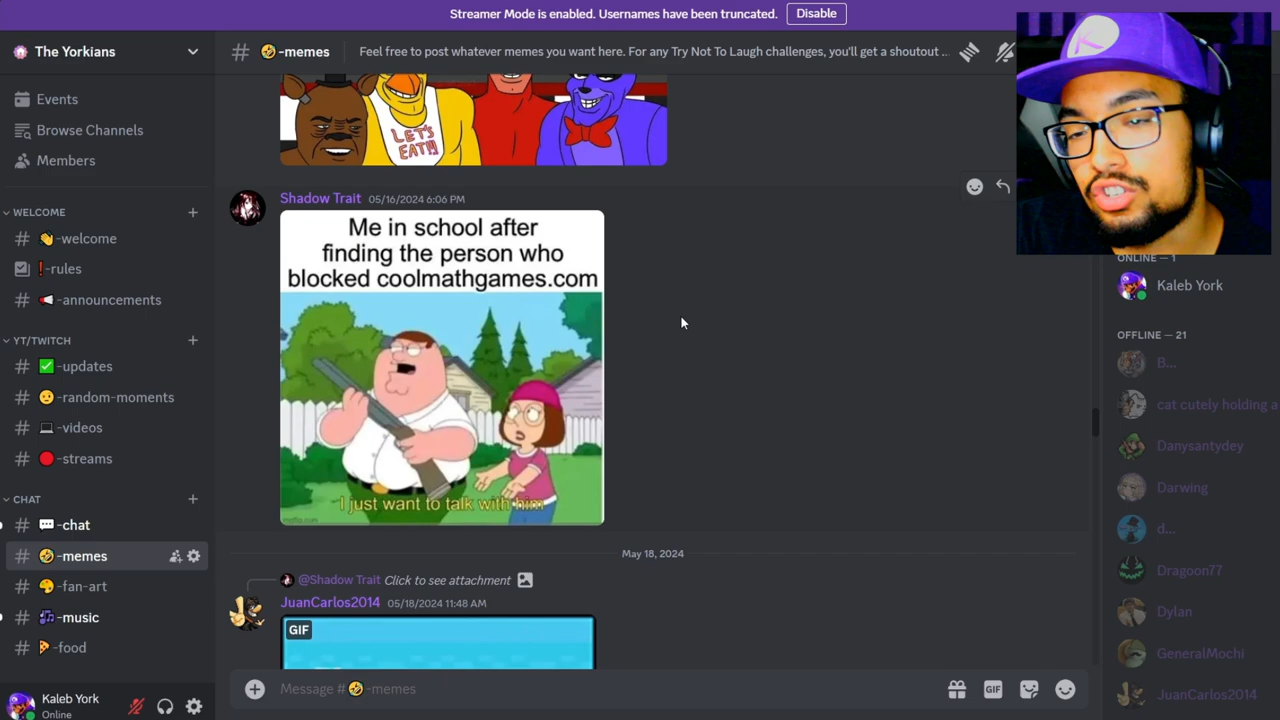 Streamer Mode is enabled. Usernames have been truncated.
Disable
The Yorkians
-memes
Feel free to post whatever memes you want here. For any Try Not To Laugh challenges, you'll get a shoutout ...
Events
Browse Channels
Members
WELCOME
-welcome
-rules
-announcements
YT/TWITCH
-updates
-random-moments
-videos
-streams
CHAT
-chat
-memes
-fan-art
-music
-food
Kaleb York
Online
LET'S
EAT!!!
Shadow Trait 05/16/2024 6:06 PM
Me in school after
finding the person who
blocked coolmathgames.com
I just want to talk with him
May 18, 2024
@Shadow Trait Click to see attachment
JuanCarlos2014 05/18/2024 11:48 AM
GIF
Message # 🤣-memes
GIF
ONLINE — 1
Kaleb York
OFFLINE — 21
B...
cat cutely holding a
Danysantydey
Darwing
d...
Dragoon77
Dylan
GeneralMochi
JuanCarlos2014